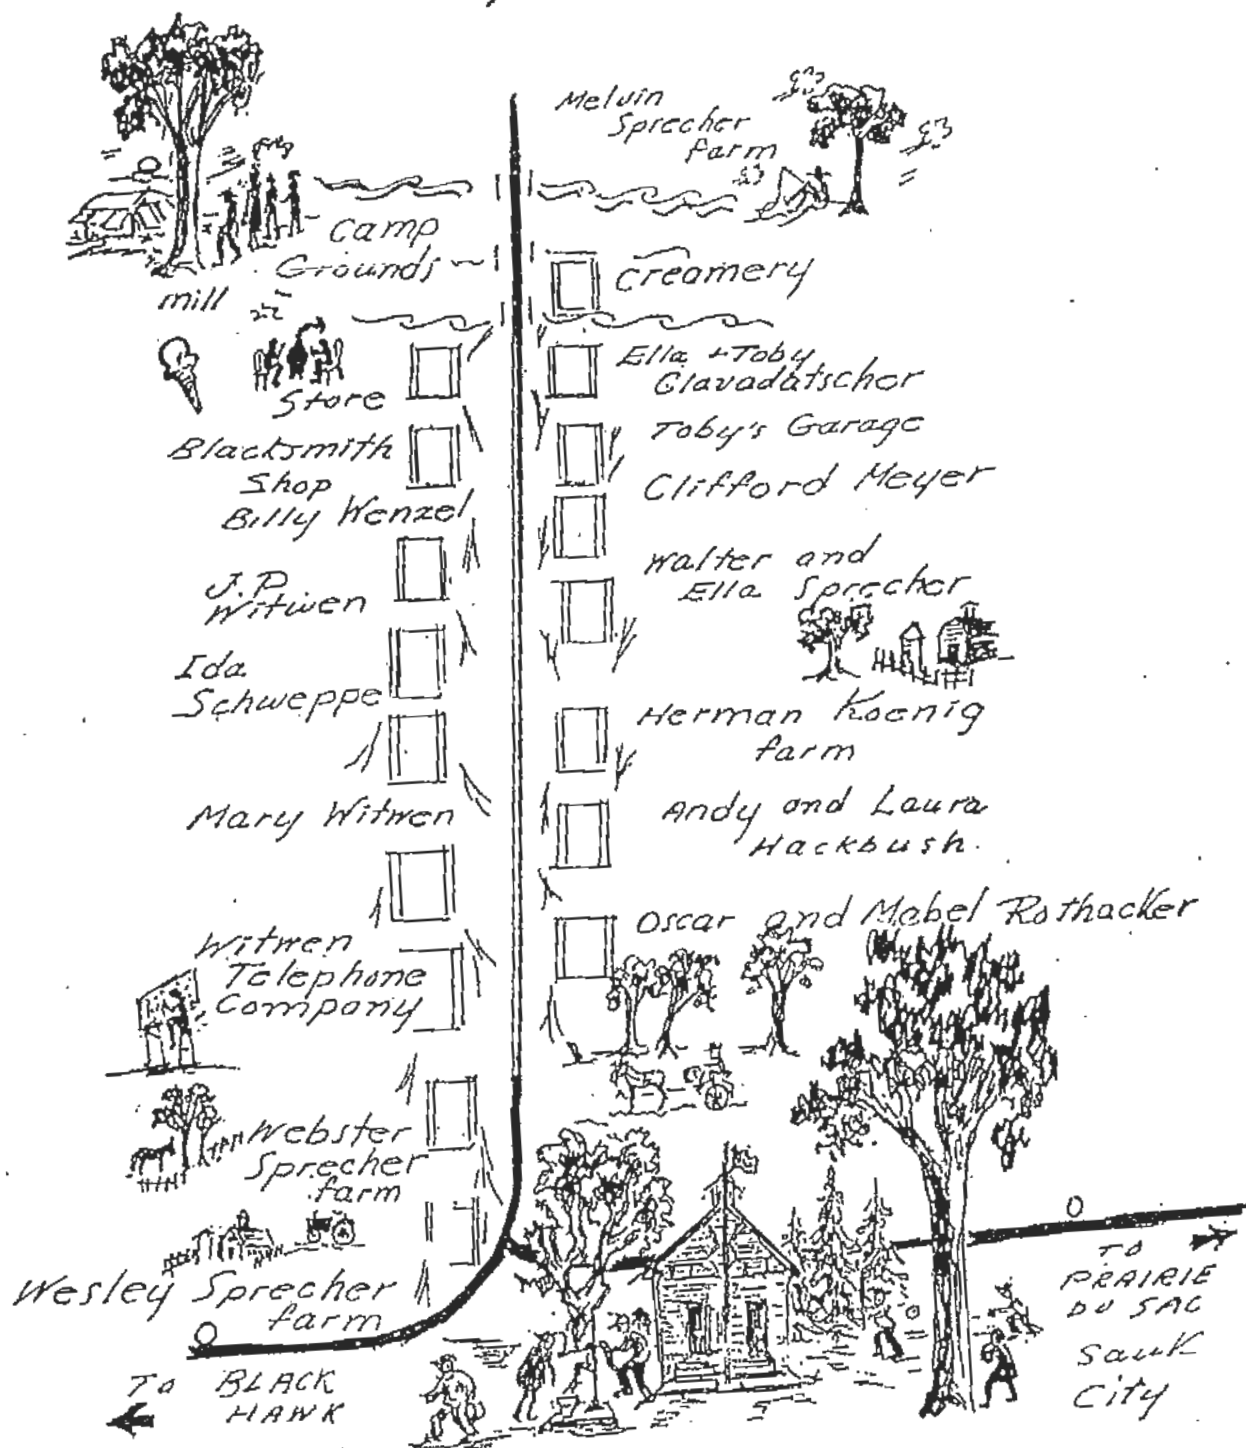 Melvin
Sprecher
farm
Camp
Grounds
mill
Creamery
Store
Ella + Toby
Clavadatscher
Blacksmith
Shop
Billy Wenzel
Toby's Garage
Clifford Meyer
J.P.
Witwen
Walter and
Ella Sprecher
Ida
Schweppe
Herman Koenig
farm
Mary Witwen
Andy and Laura
Hackbush.
Witwen
Telephone
Company
Oscar and Mabel Rothacker
Webster
Sprecher
farm
Wesley Sprecher
farm
TO BLACK
HAWK
TO
PRAIRIE
DU SAC
Sauk
City